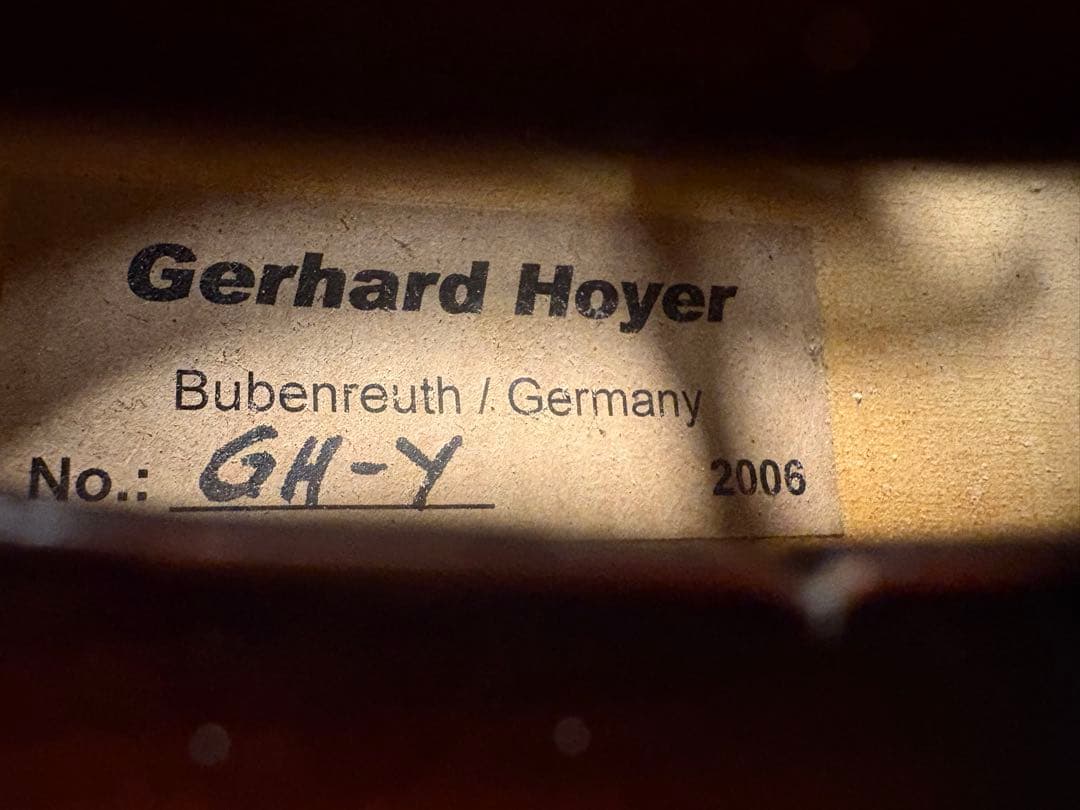 Gerhard Hoyer
Bubenreuth / Germany
No.: GH-Y 2006